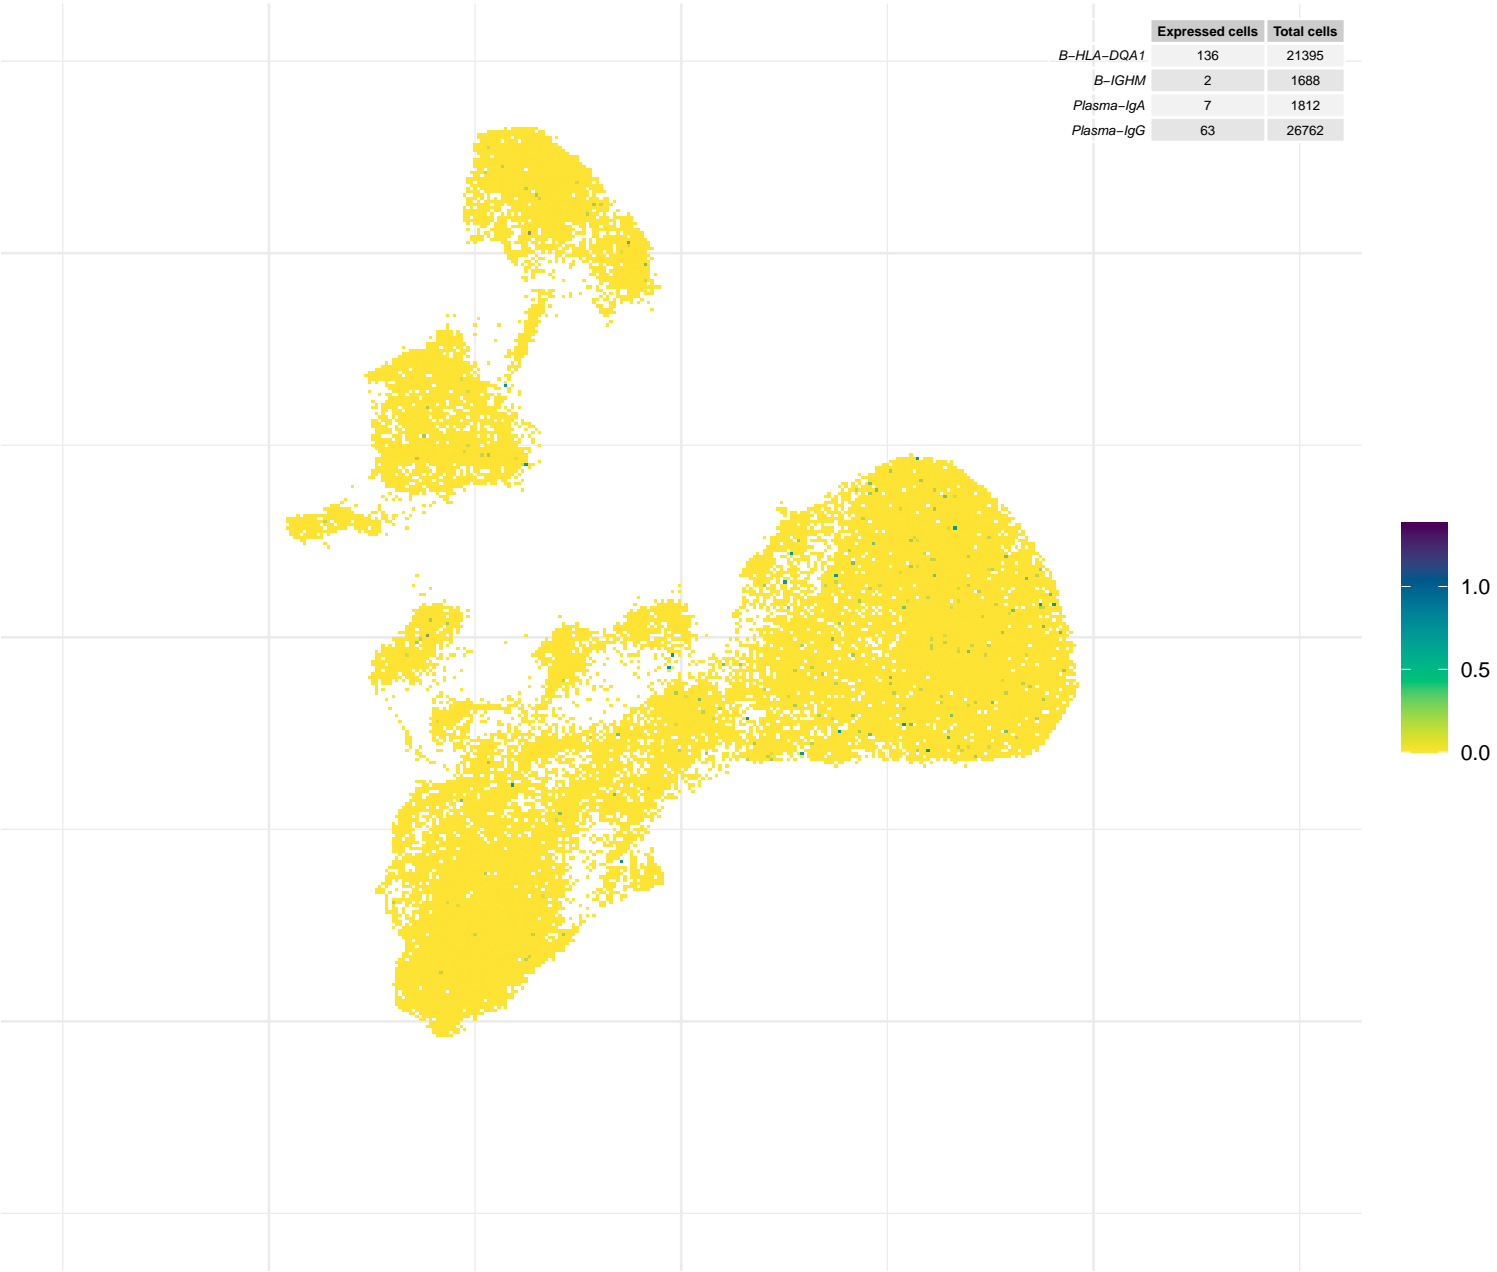 Expressed cells Total cells
B−HLA−DQA1 136 21395
B−IGHM 2 1688
Plasma−IgA 7 1812
Plasma−IgG 63 26762
1.0
0.5
0.0